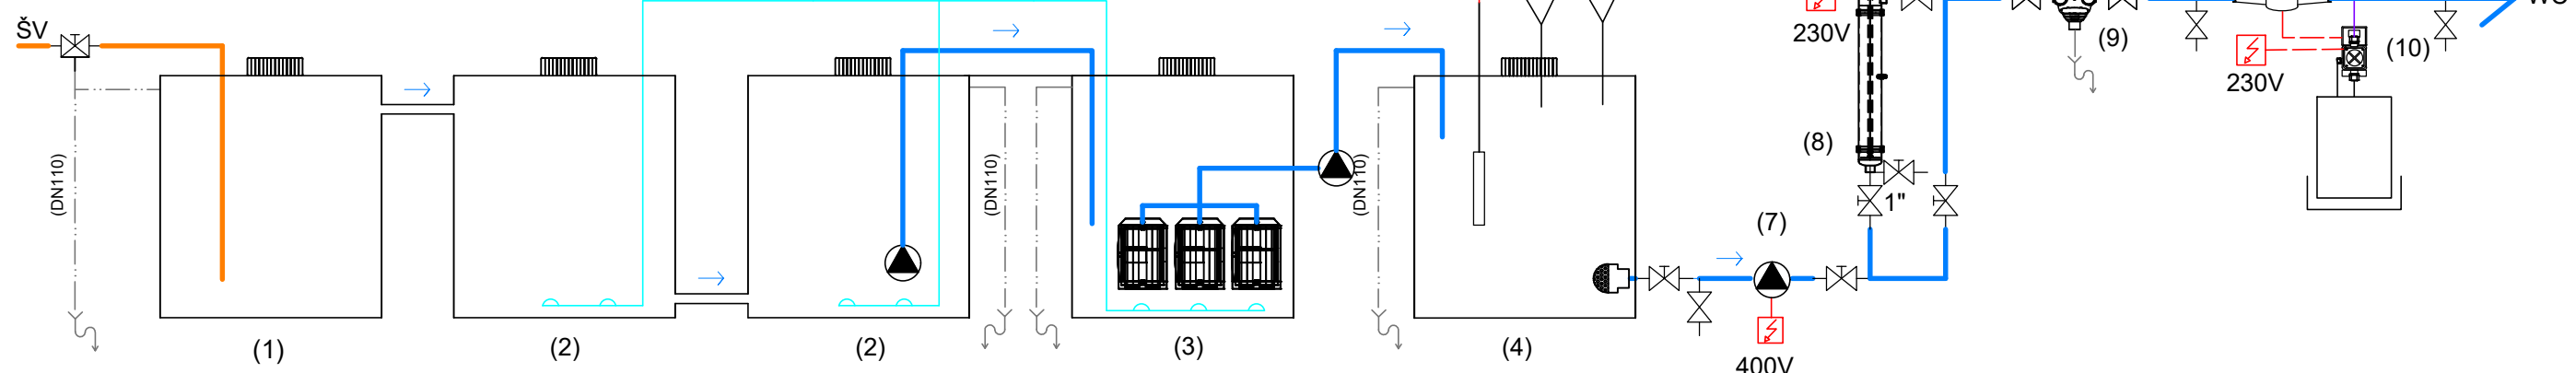 ŠV
(DN110)
(1)
(2)
(2)
(DN110)
(3)
(DN110)
(4)
(7)
400V
230V
(8)
1"
(9)
230V
(10)